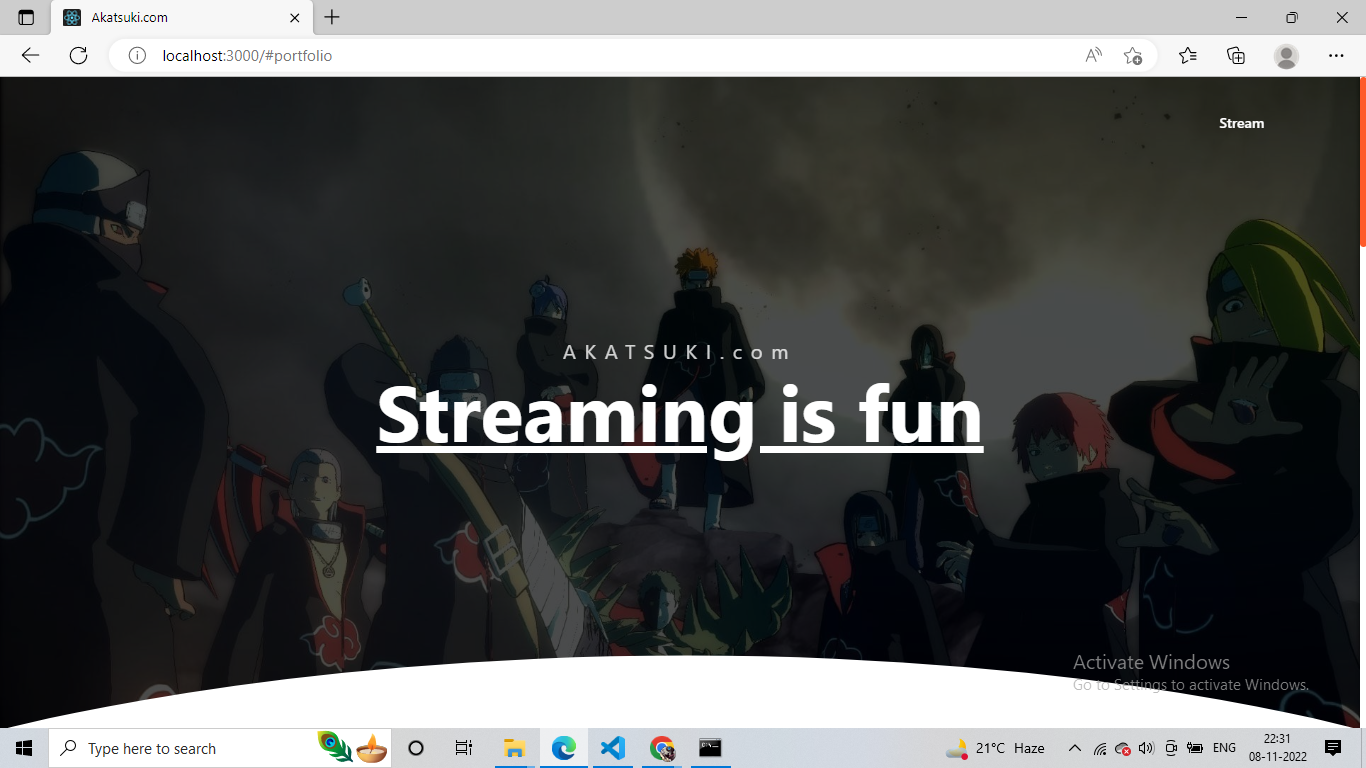 Akatsuki.com
localhost:3000/#portfolio
Stream
AKATSUKI.com
Streaming is fun
Activate Windows
Go to Settings to activate Windows.
Type here to search
21°C Haze
ENG
22:31
08-11-2022